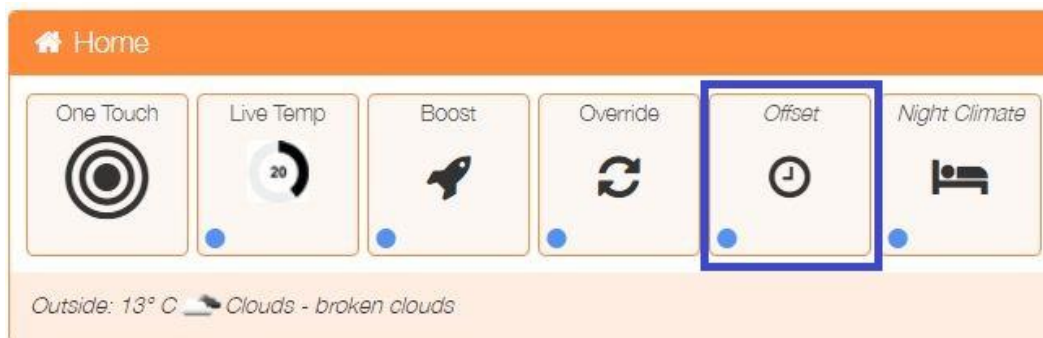 Home
One Touch
Live Temp
Boost
Override
Offset
Night Climate
20
Outside: 13° C Clouds - broken clouds